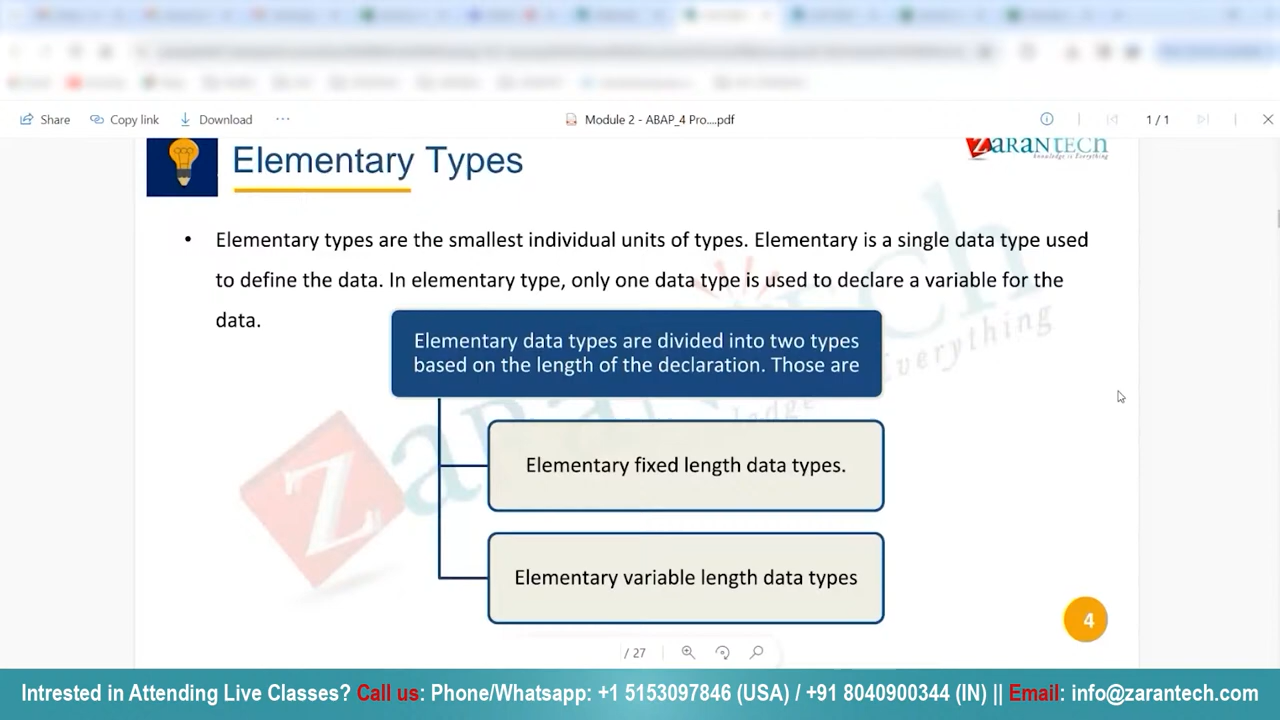 Share
Copy link
Download
···
Module 2 - ABAP_4 Pro....pdf
1 / 1
Elementary Types
ZARANTECH
Knowledge is Everything
• Elementary types are the smallest individual units of types. Elementary is a single data type used
to define the data. In elementary type, only one data type is used to declare a variable for the
data.
Elementary data types are divided into two types
based on the length of the declaration. Those are
Elementary fixed length data types.
Elementary variable length data types
4
/ 27
Intrested in Attending Live Classes? Call us: Phone/Whatsapp: +1 5153097846 (USA) / +91 8040900344 (IN) || Email: info@zarantech.com